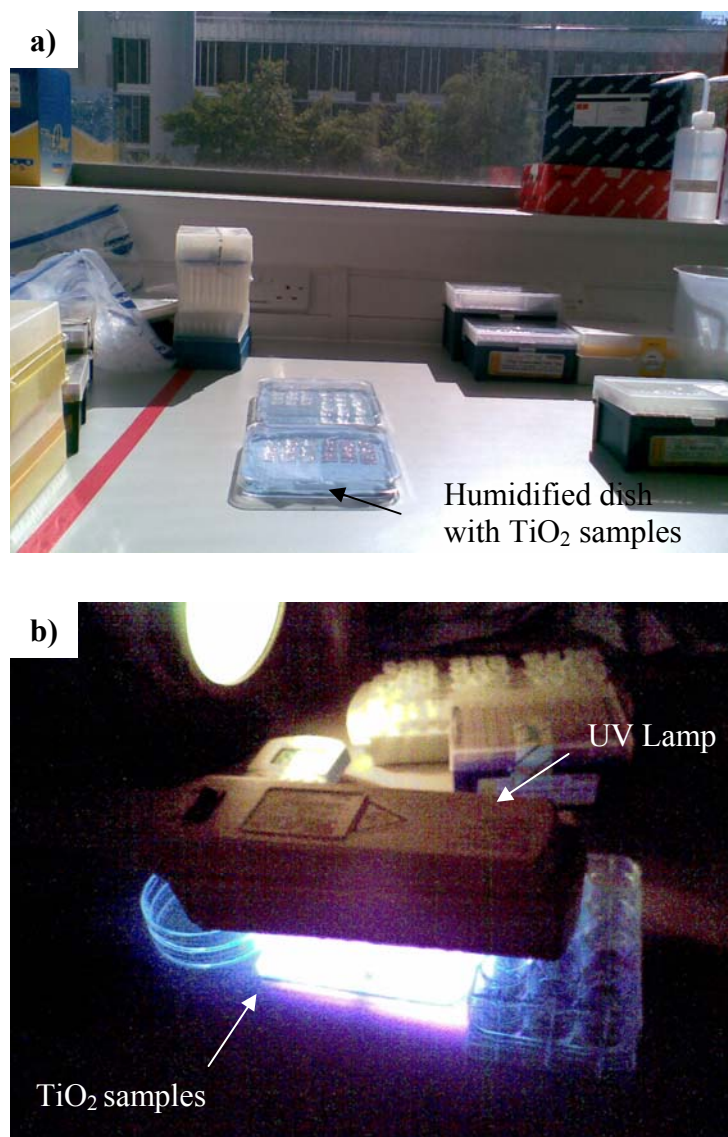 a)
Humidified dish
with TiO₂ samples
b)
UV Lamp
TiO₂ samples